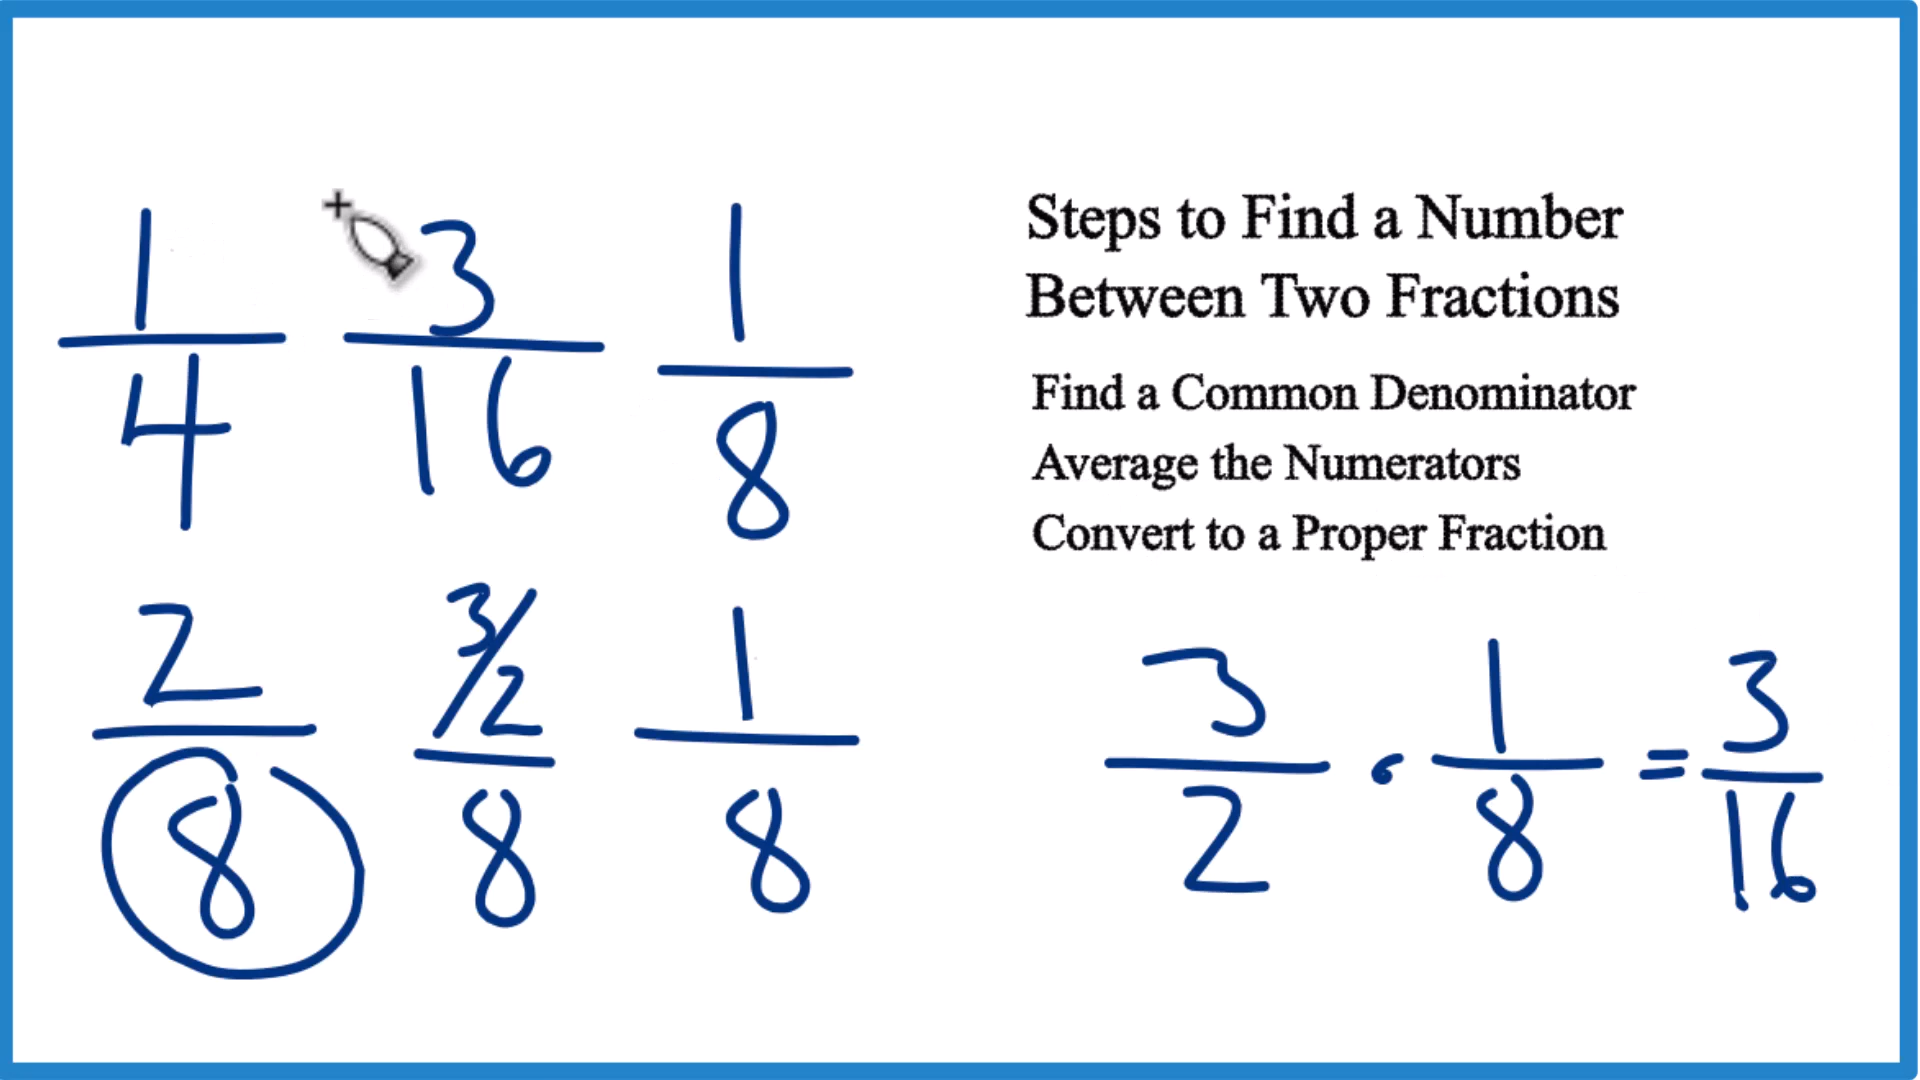 1/4 3/16 1/8
2/8 3/2/8 1/8
Steps to Find a Number
Between Two Fractions
Find a Common Denominator
Average the Numerators
Convert to a Proper Fraction
3/2 · 1/8 = 3/16